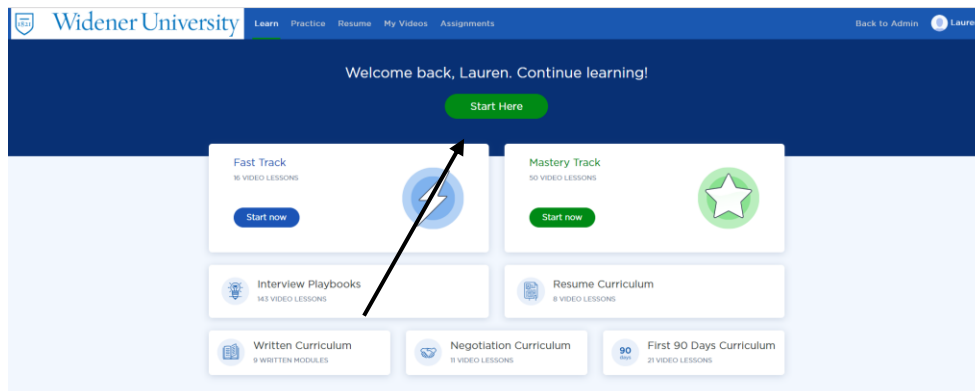 1821 Widener University Learn Practice Resume My Videos Assignments Back to Admin Laure
Welcome back, Lauren. Continue learning!
Start Here
Fast Track
16 VIDEO LESSONS
Start now
Mastery Track
50 VIDEO LESSONS
Start now
Interview Playbooks
143 VIDEO LESSONS
Resume Curriculum
8 VIDEO LESSONS
Written Curriculum
9 WRITTEN MODULES
Negotiation Curriculum
11 VIDEO LESSONS
90
days
First 90 Days Curriculum
21 VIDEO LESSONS